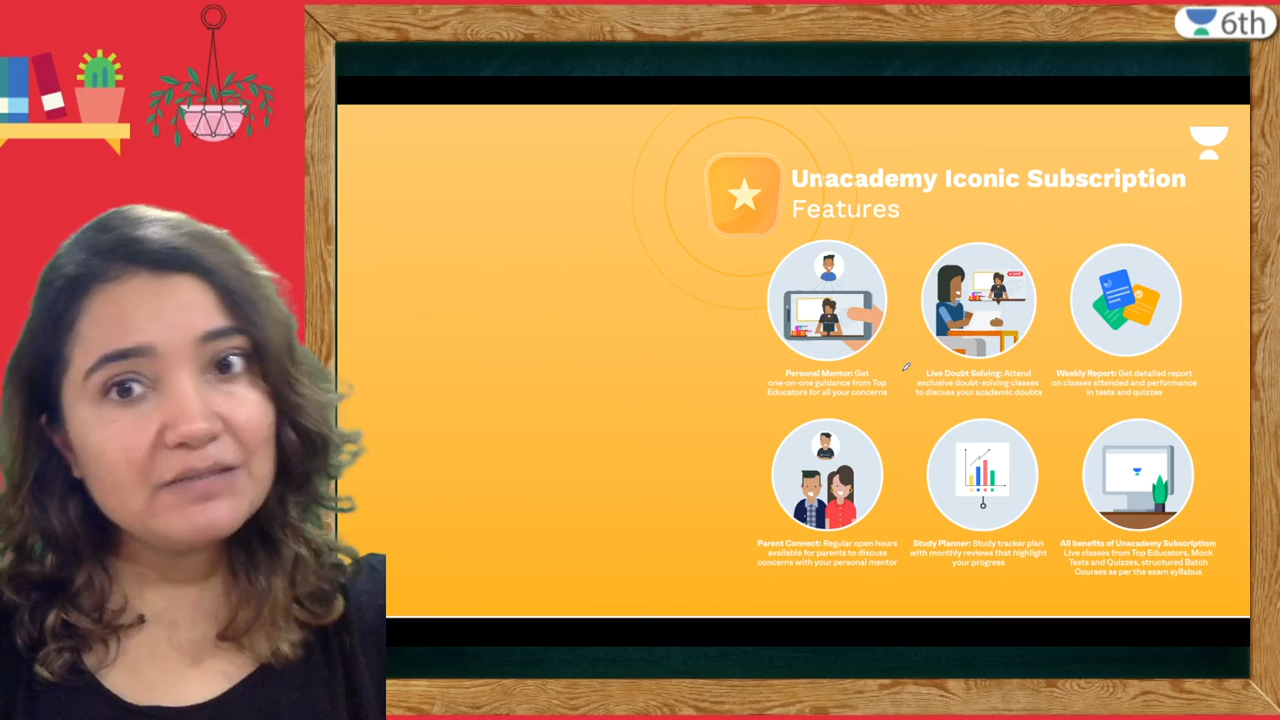 6th
Unacademy Iconic Subscription
Features
Personal Mentor: Get
one-on-one guidance from Top
Educators for all your concerns
Live Doubt Solving: Attend
exclusive doubt-solving classes
to discuss your academic doubts
Weekly Report: Get detailed report
on classes attended and performance
in tests and quizzes
Parent Connect: Regular open hours
available for parents to discuss
concerns with your personal mentor
Study Planner: Study tracker plan
with monthly reviews that highlight
your progress
All benefits of Unacademy Subscription:
Live classes from Top Educators, Mock
Tests and Quizzes, structured Batch
Courses as per the exam syllabus